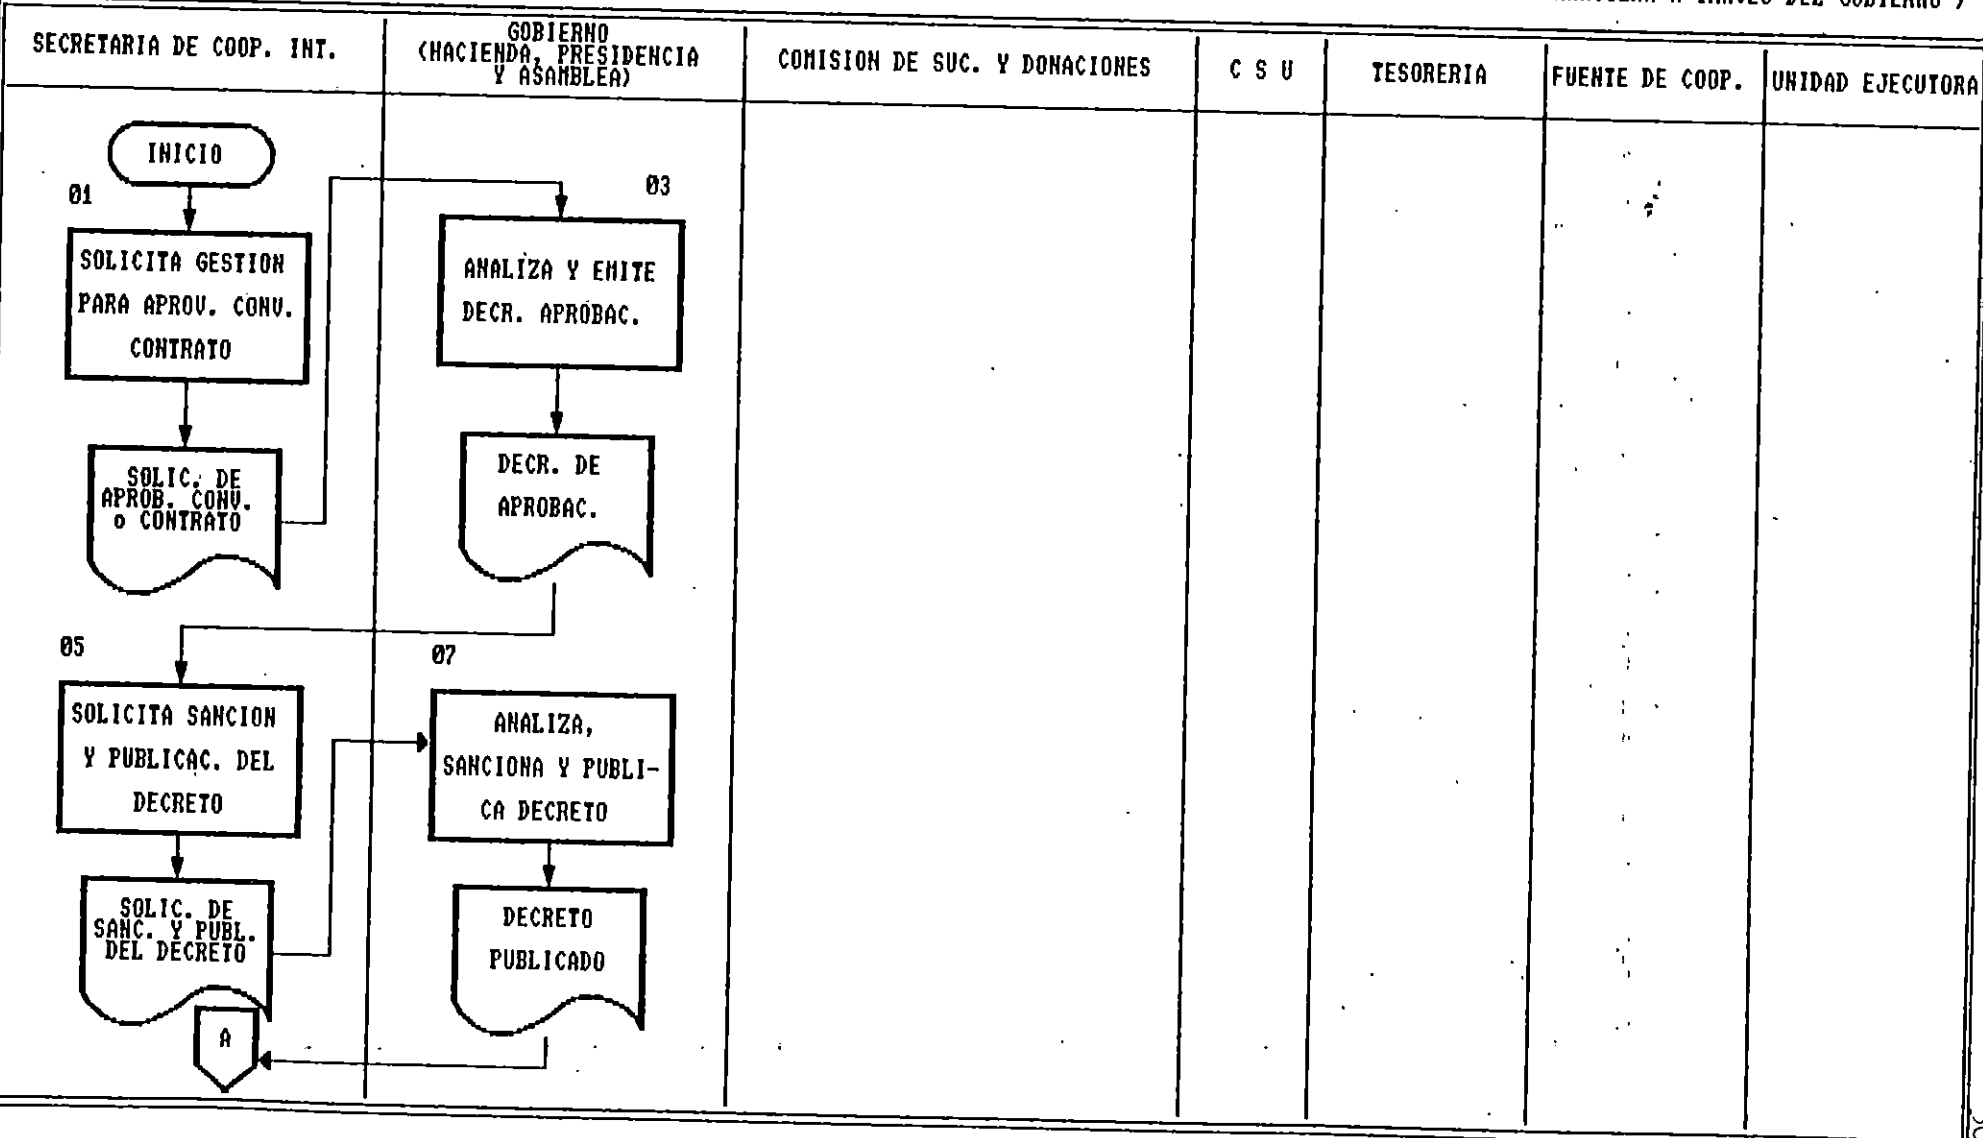 DEL GOBIERNO )
SECRETARIA DE COOP. INT.
GOBIERNO
(HACIENDA, PRESIDENCIA
Y ASAMBLEA)
COMISION DE SUC. Y DONACIONES
C S U
TESORERIA
FUENTE DE COOP.
UNIDAD EJECUTORA
INICIO
01
SOLICITA GESTION
PARA APROV. CONV.
CONTRATO
SOLIC. DE
APROB. CONV.
o CONTRATO
03
ANALIZA Y EMITE
DECR. APROBAC.
DECR. DE
APROBAC.
05
SOLICITA SANCION
Y PUBLICAC. DEL
DECRETO
SOLIC. DE
SANC. Y PUBL.
DEL DECRETO
07
ANALIZA,
SANCIONA Y PUBLI-
CA DECRETO
DECRETO
PUBLICADO
A